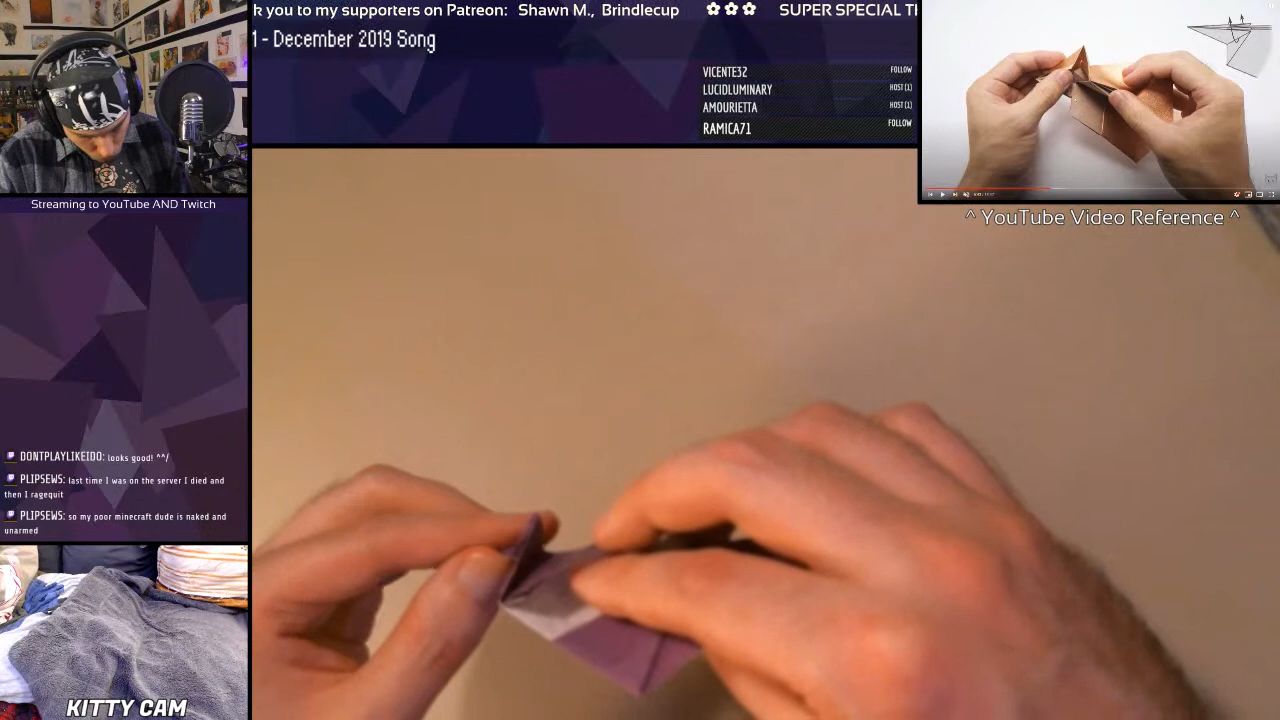 k you to my supporters on Patreon: Shawn M., Brindlecup ✿ ✿ ✿ SUPER SPECIAL T
1 - December 2019 Song
VICENTE32 FOLLOW
LUCIDLUMINARY HOST (1)
AMOURIETTA HOST (1)
RAMICA71 FOLLOW
Streaming to YouTube AND Twitch
^ YouTube Video Reference ^
DONTPLAYLIKEIDO: looks good! ^^/
PLIPSEWS: last time I was on the server I died and
then I ragequit
PLIPSEWS: so my poor minecraft dude is naked and
unarmed
KITTY CAM